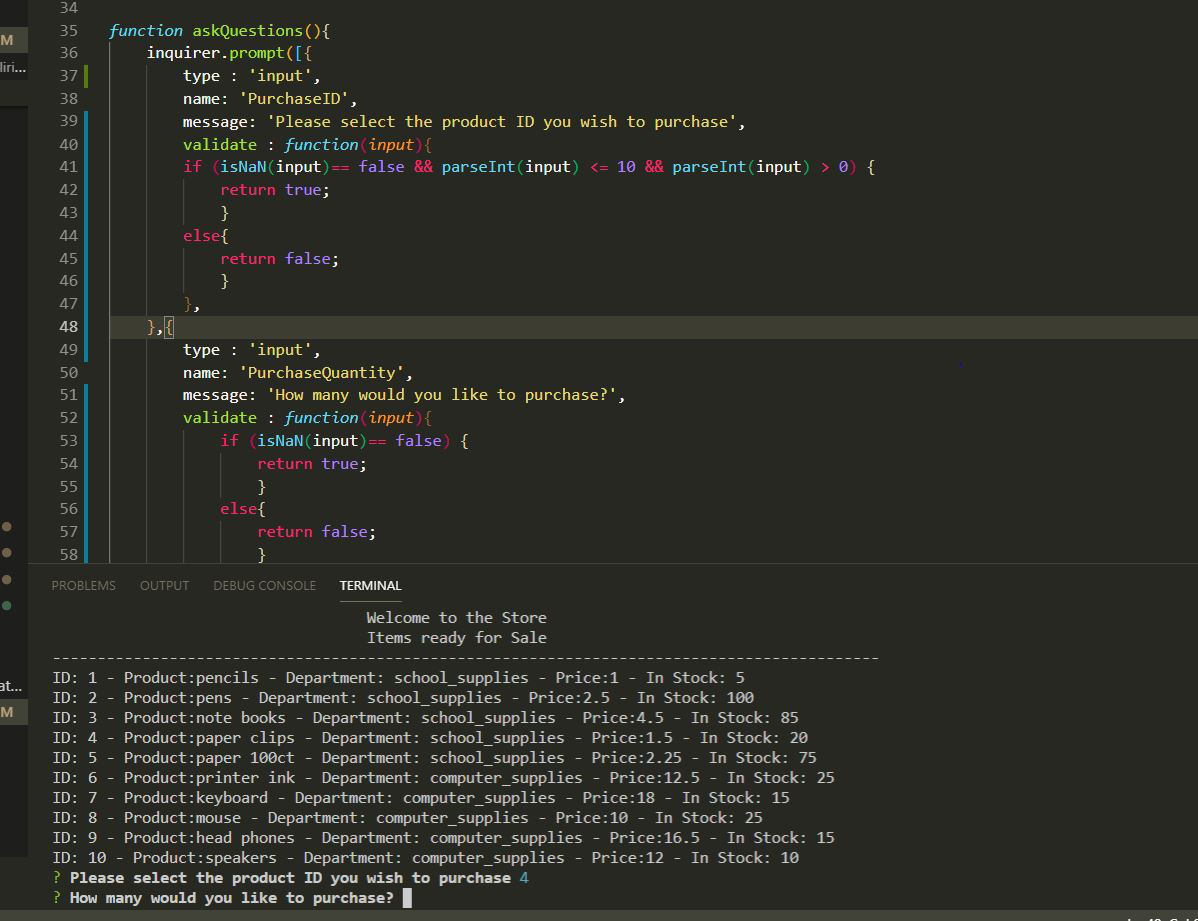 34
35 function askQuestions(){
M
36 inquirer.prompt([{
liri...
37 type : 'input',
38 name: 'PurchaseID',
39 message: 'Please select the product ID you wish to purchase',
40 validate : function(input){
41 if (isNaN(input)== false && parseInt(input) <= 10 && parseInt(input) > 0) {
42 return true;
43 }
44 else{
45 return false;
46 }
47 },
48 },{
49 type : 'input',
50 name: 'PurchaseQuantity',
51 message: 'How many would you like to purchase?',
52 validate : function(input){
53 if (isNaN(input)== false) {
54 return true;
55 }
56 else{
57 return false;
58 }
PROBLEMS OUTPUT DEBUG CONSOLE TERMINAL
Welcome to the Store
Items ready for Sale
--------------------------------------------------------------------------------------------
ID: 1 - Product:pencils - Department: school_supplies - Price:1 - In Stock: 5
at...
ID: 2 - Product:pens - Department: school_supplies - Price:2.5 - In Stock: 100
M
ID: 3 - Product:note books - Department: school_supplies - Price:4.5 - In Stock: 85
ID: 4 - Product:paper clips - Department: school_supplies - Price:1.5 - In Stock: 20
ID: 5 - Product:paper 100ct - Department: school_supplies - Price:2.25 - In Stock: 75
ID: 6 - Product:printer ink - Department: computer_supplies - Price:12.5 - In Stock: 25
ID: 7 - Product:keyboard - Department: computer_supplies - Price:18 - In Stock: 15
ID: 8 - Product:mouse - Department: computer_supplies - Price:10 - In Stock: 25
ID: 9 - Product:head phones - Department: computer_supplies - Price:16.5 - In Stock: 15
ID: 10 - Product:speakers - Department: computer_supplies - Price:12 - In Stock: 10
? Please select the product ID you wish to purchase 4
? How many would you like to purchase?